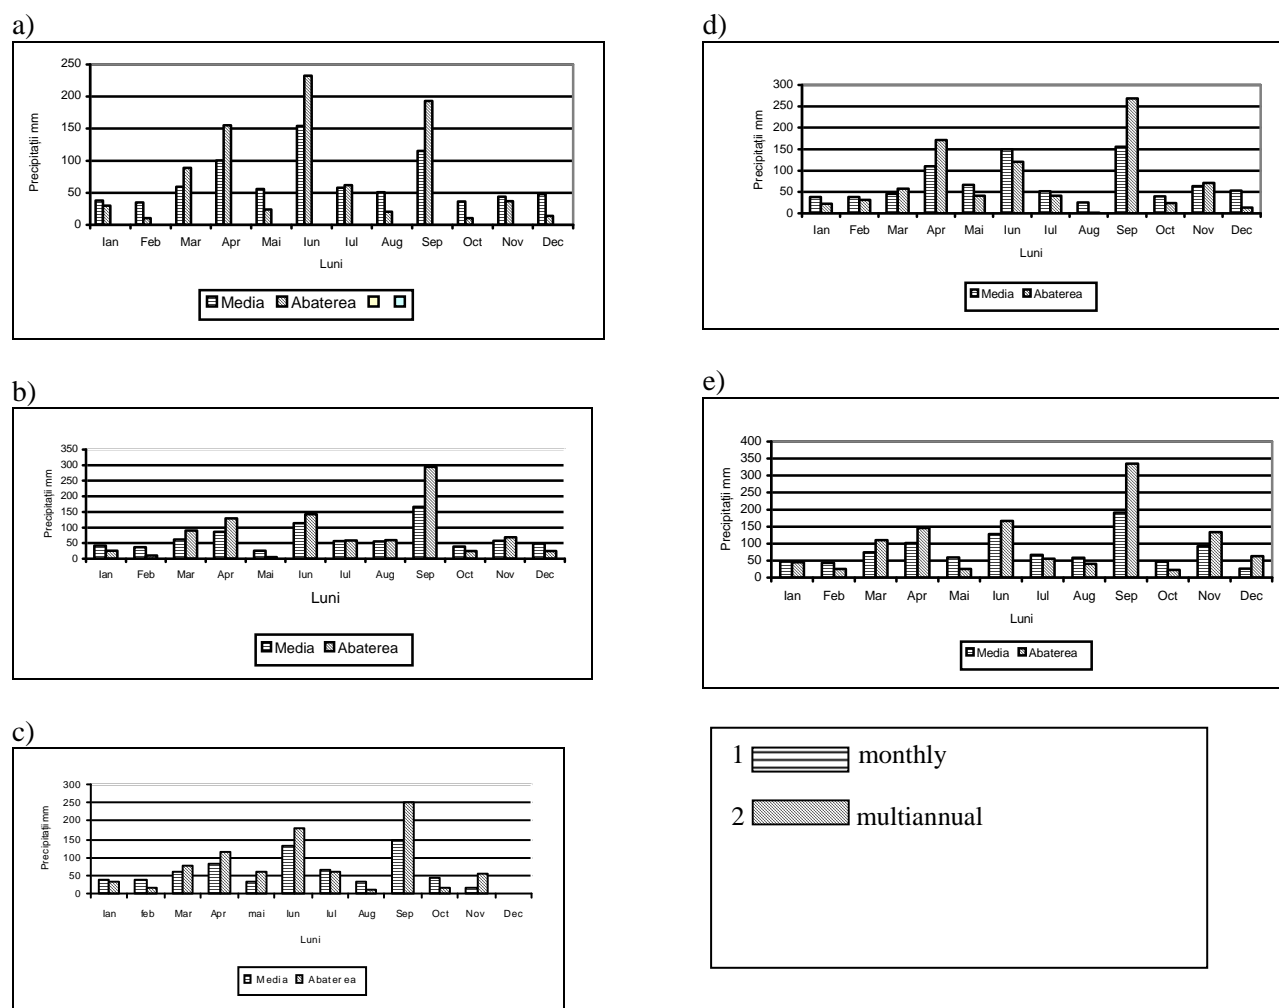 a)
250
200
150
100
50
0
Precipitații mm
Ian Feb Mar Apr Mai Iun Iul Aug Sep Oct Nov Dec
Luni
Media Abaterea
b)
350
300
250
200
150
100
50
0
Precipitații mm
Ian Feb Mar Apr Mai Iun Iul Aug Sep Oct Nov Dec
Luni
Media Abaterea
c)
300
250
200
150
100
50
0
Precipitații mm
Ian feb Mar Apr mai Iun Iul Aug Sep Oct Nov Dec
Luni
Media Abaterea
d)
300
250
200
150
100
50
0
Precipitații mm
Ian Feb Mar Apr Mai Iun Iul Aug Sep Oct Nov Dec
Luni
Media Abaterea
e)
400
350
300
250
200
150
100
50
0
Precipitații mm
Ian Feb Mar Apr Mai Iun Iul Aug Sep Oct Nov Dec
Luni
Media Abaterea
1 monthly
2 multiannual